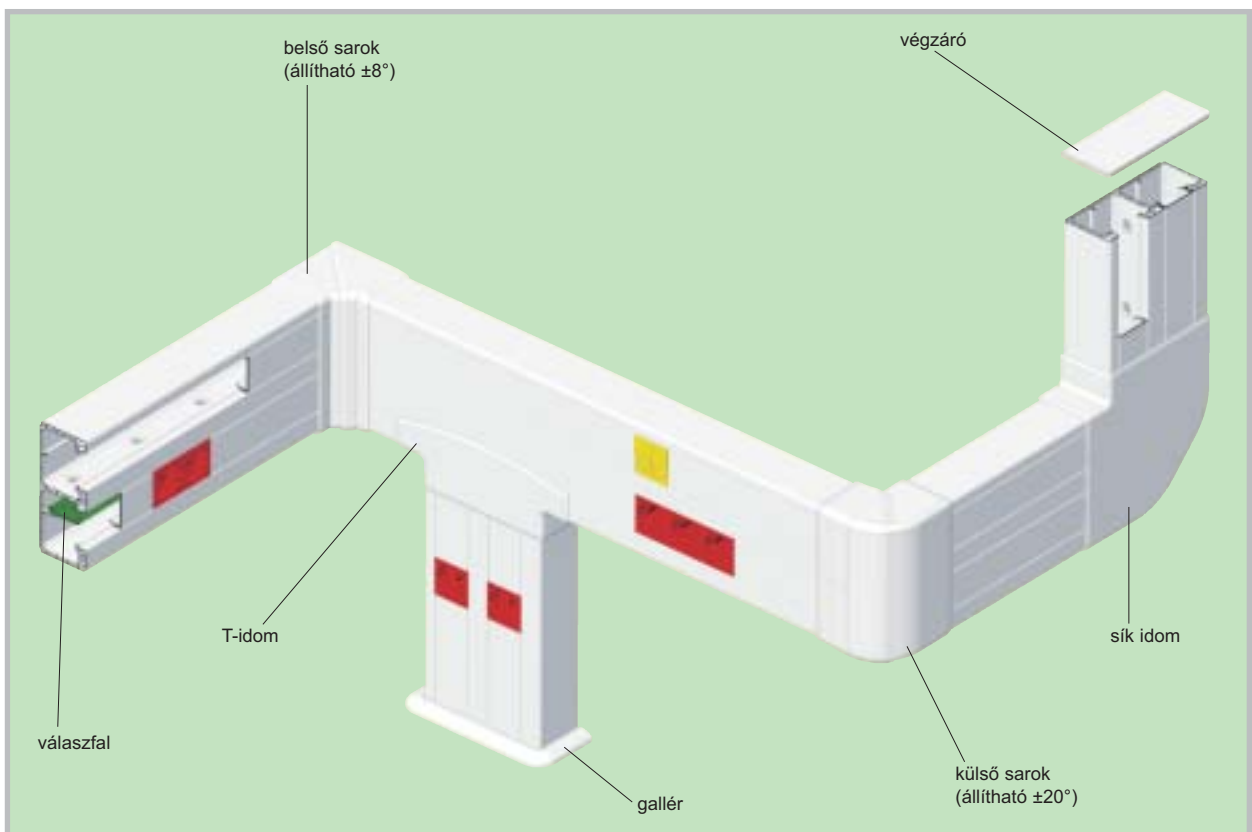 belső sarok
(állítható ±8°)
végzáró
T-idom
sík idom
válaszfal
külső sarok
(állítható ±20°)
gallér